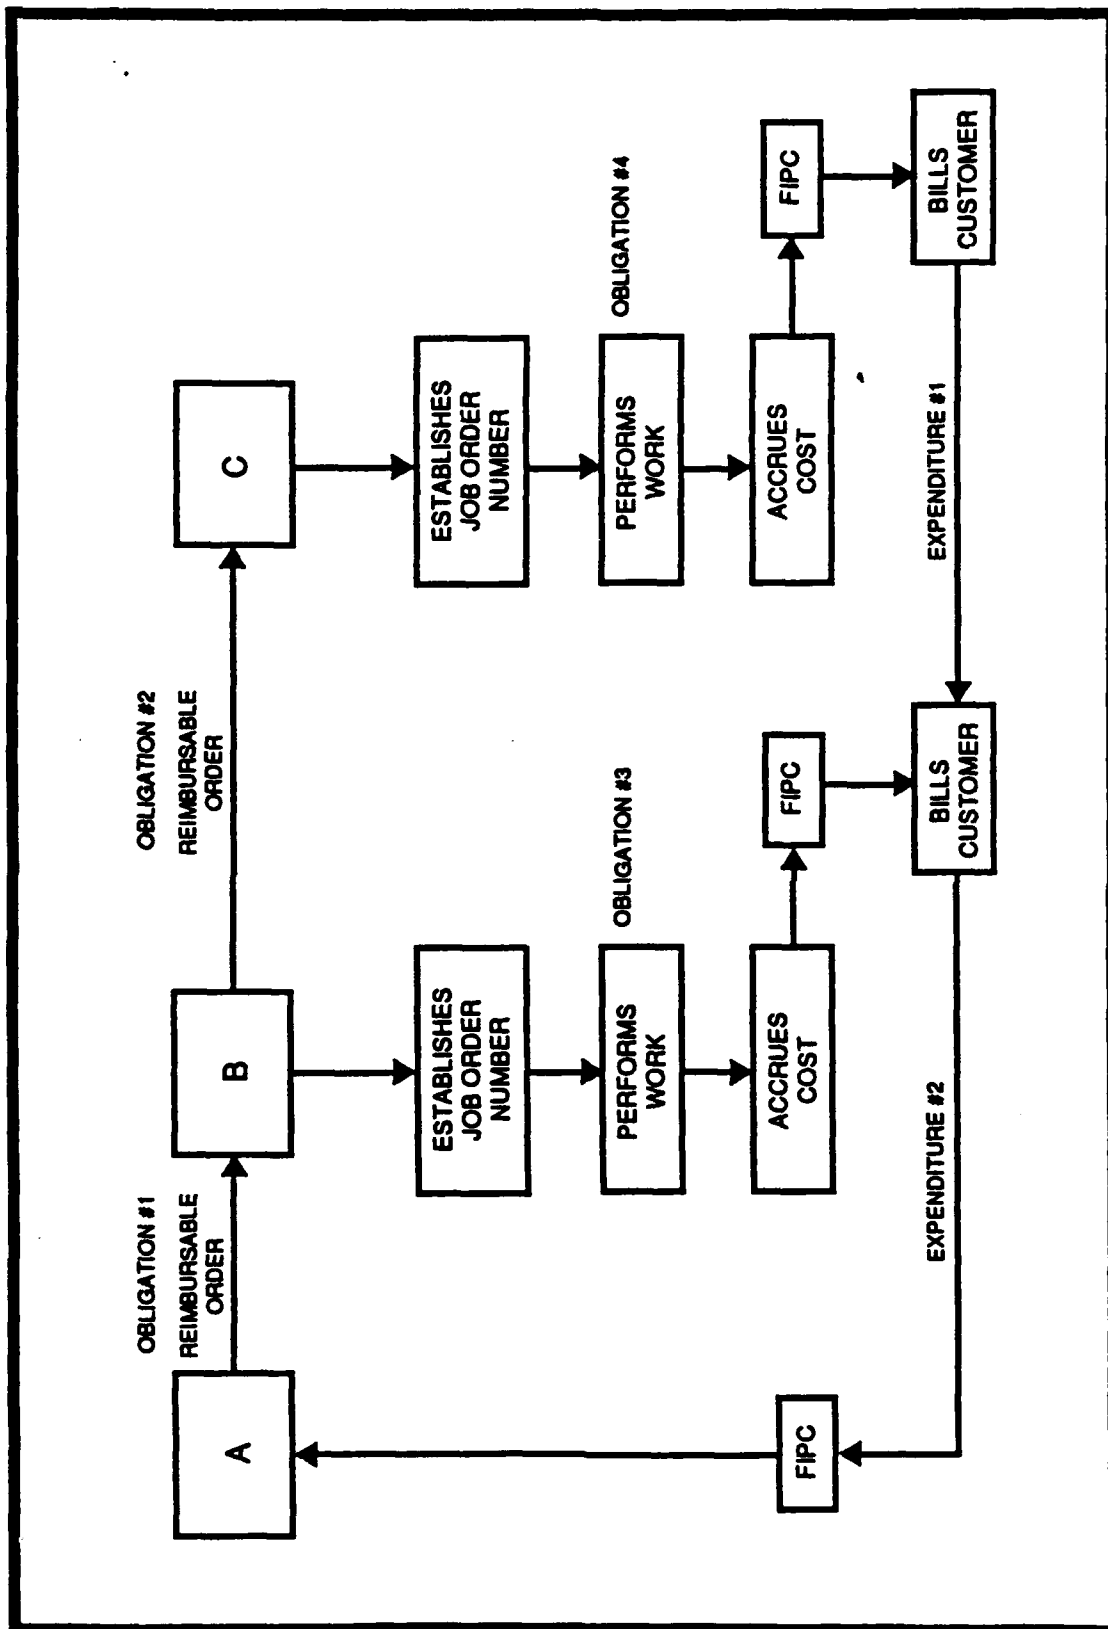 OBLIGATION #1
REIMBURSABLE
ORDER
OBLIGATION #2
REIMBURSABLE
ORDER
A
B
C
ESTABLISHES
JOB ORDER
NUMBER
ESTABLISHES
JOB ORDER
NUMBER
PERFORMS
WORK
OBLIGATION #3
PERFORMS
WORK
OBLIGATION #4
ACCRUES
COST
ACCRUES
COST
FIPC
FIPC
FIPC
BILLS
CUSTOMER
BILLS
CUSTOMER
EXPENDITURE #2
EXPENDITURE #1